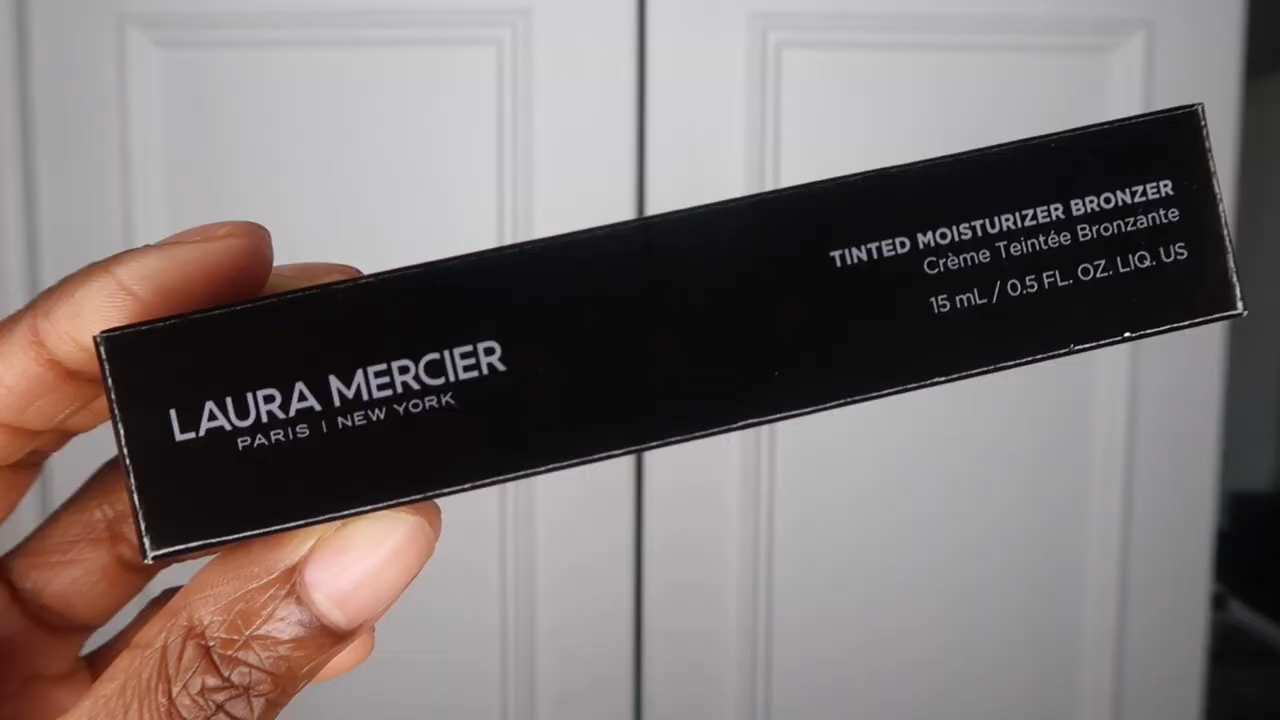 LAURA MERCIER
PARIS | NEW YORK
TINTED MOISTURIZER BRONZER
Crème Teintée Bronzante
15 mL / 0.5 FL. OZ. LIQ. US